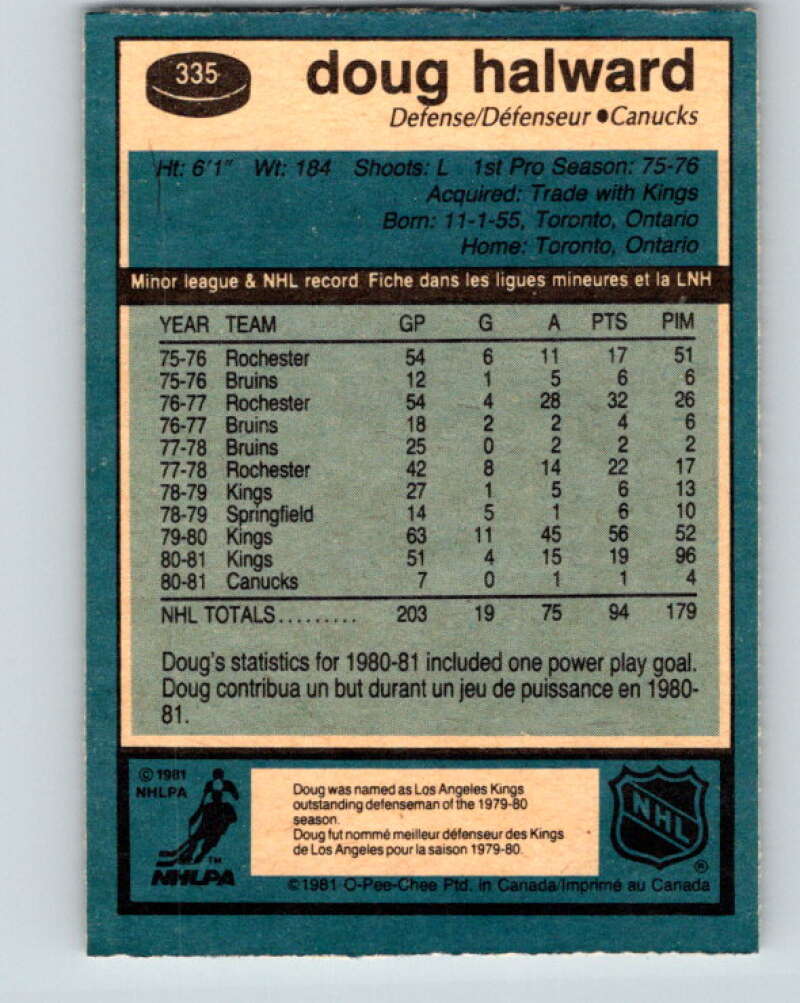 335
doug halward
Defense/Défenseur ●Canucks
Ht: 6'1" Wt: 184 Shoots: L 1st Pro Season: 75-76
Acquired: Trade with Kings
Born: 11-1-55, Toronto, Ontario
Home: Toronto, Ontario
Minor league & NHL record Fiche dans les ligues mineures et la LNH
YEAR TEAM GP G A PTS PIM
75-76 Rochester 54 6 11 17 51
75-76 Bruins 12 1 5 6 6
76-77 Rochester 54 4 28 32 26
76-77 Bruins 18 2 2 4 6
77-78 Bruins 25 0 2 2 2
77-78 Rochester 42 8 14 22 17
78-79 Kings 27 1 5 6 13
78-79 Springfield 14 5 1 6 10
79-80 Kings 63 11 45 56 52
80-81 Kings 51 4 15 19 96
80-81 Canucks 7 0 1 1 4
NHL TOTALS......... 203 19 75 94 179
Doug's statistics for 1980-81 included one power play goal.
Doug contribua un but durant un jeu de puissance en 1980-
81.
© 1981
NHLPA
TM
NHLPA
Doug was named as Los Angeles Kings
outstanding defenseman of the 1979-80
season.
Doug fut nommé meilleur défenseur des Kings
de Los Angeles pour la saison 1979-80.
NHL
®
©1981 O-Pee-Chee Ptd. in Canada/Imprimé au Canada